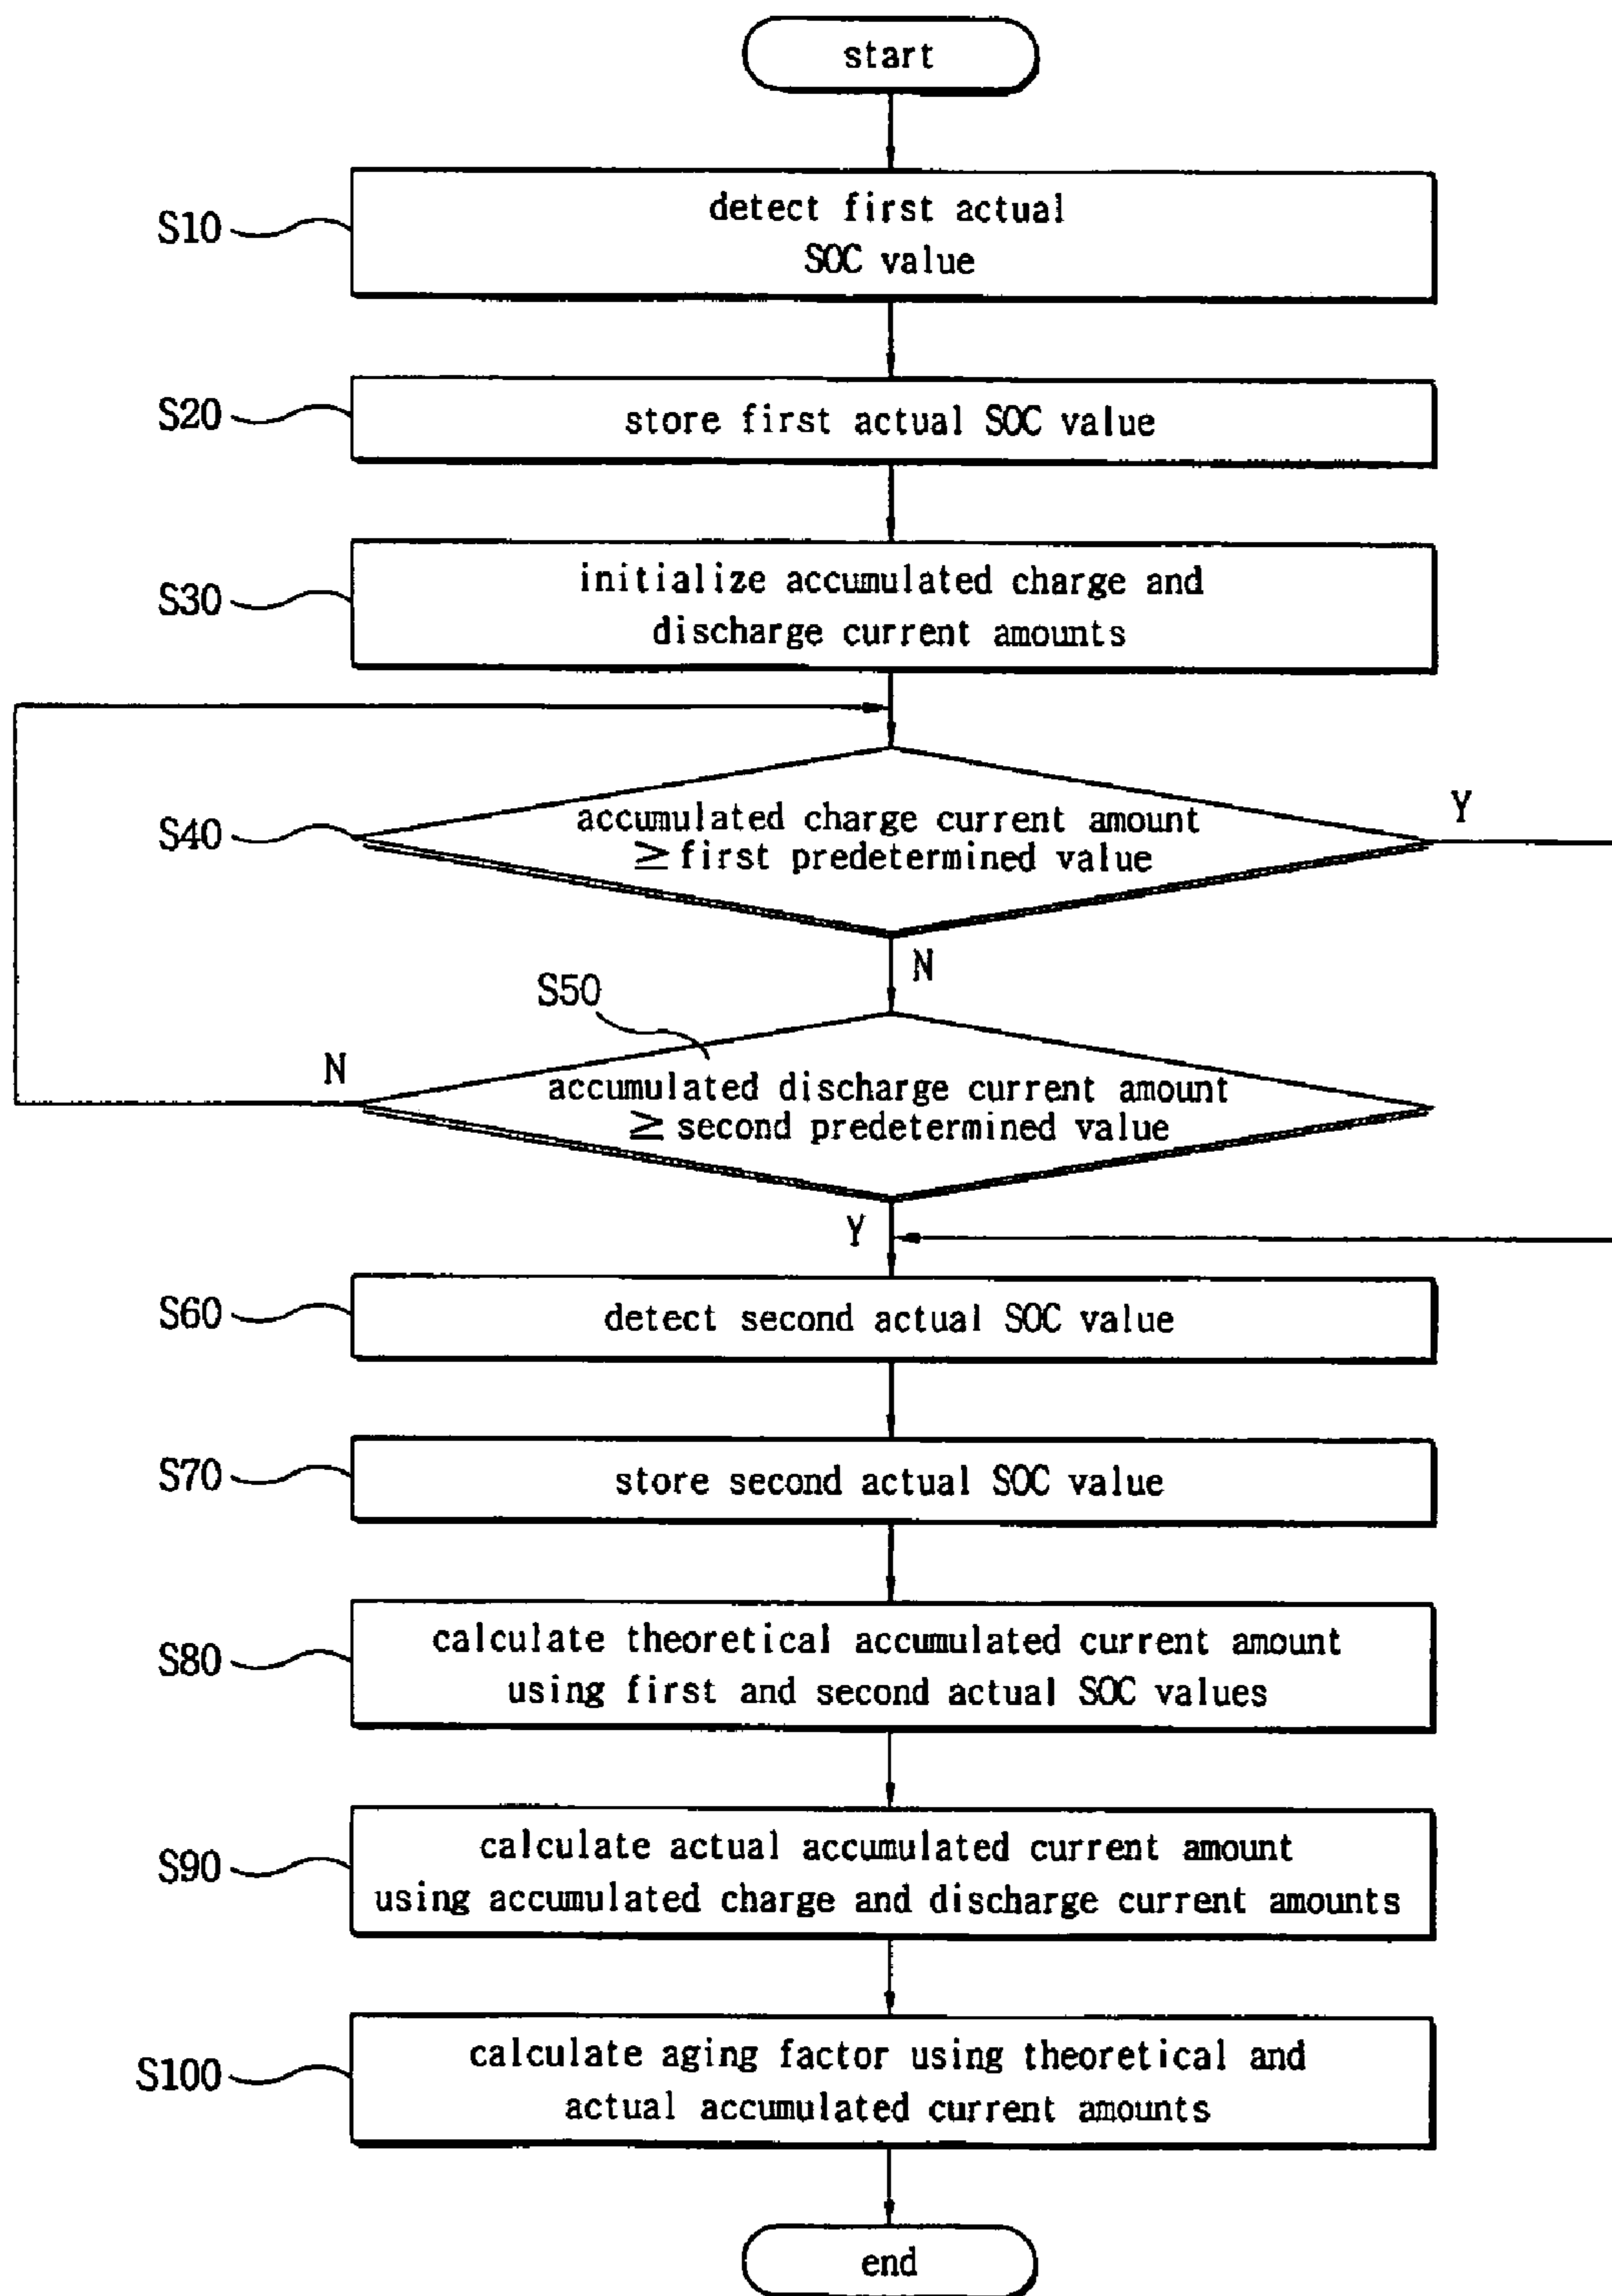 start
S10
detect first actual
SOC value
S20
store first actual SOC value
S30
initialize accumulated charge and
discharge current amounts
S40
accumulated charge current amount
≥ first predetermined value
Y
N
S50
accumulated discharge current amount
≥ second predetermined value
N
Y
S60
detect second actual SOC value
S70
store second actual SOC value
S80
calculate theoretical accumulated current amount
using first and second actual SOC values
S90
calculate actual accumulated current amount
using accumulated charge and discharge current amounts
S100
calculate aging factor using theoretical and
actual accumulated current amounts
end